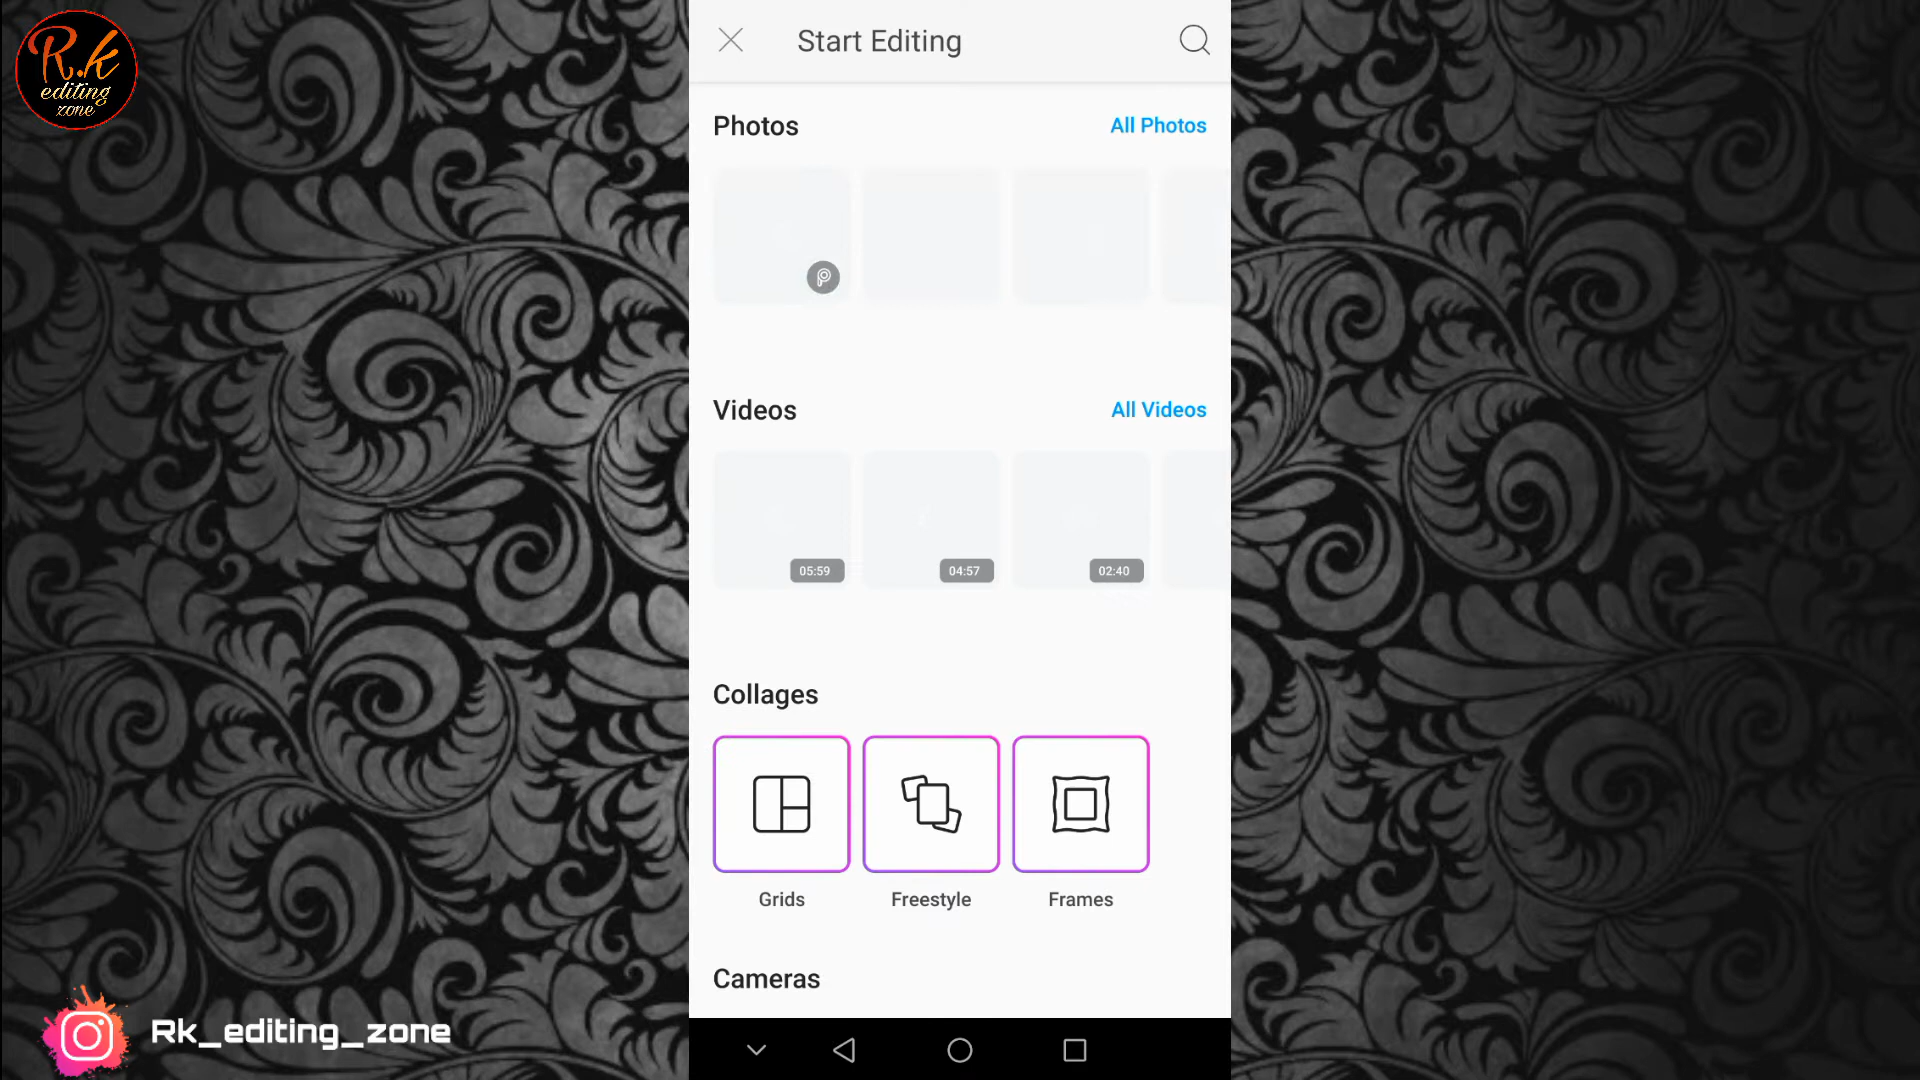 R.k
editing
zone
Start Editing
Photos
All Photos
Videos
All Videos
05:59
04:57
02:40
Collages
Grids
Freestyle
Frames
Cameras
Rk_editing_zone